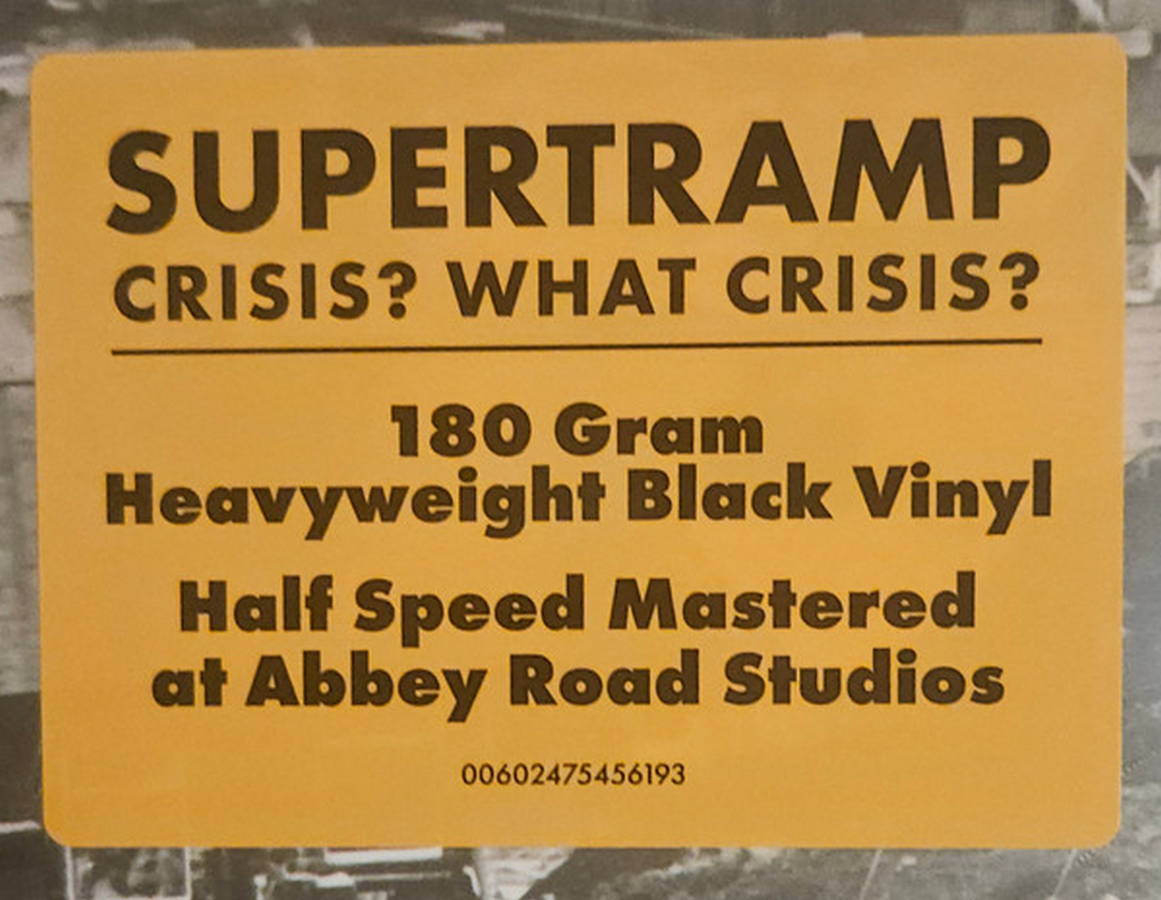 SUPERTRAMP
CRISIS? WHAT CRISIS?
180 Gram
Heavyweight Black Vinyl
Half Speed Mastered
at Abbey Road Studios
00602475456193